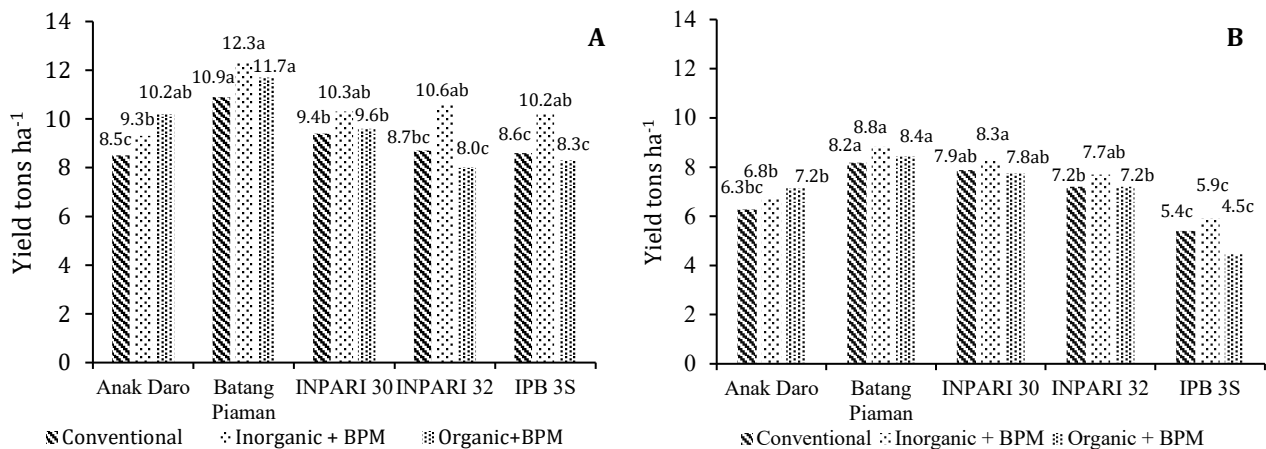 A
Yield tons ha-1
14
12
10
8
6
4
2
0
8.5c 9.3b 10.2ab
10.9a 12.3a 11.7a
9.4b 10.3ab 9.6b
8.7bc 10.6ab 8.0c
8.6c 10.2ab 8.3c
Anak Daro Batang INPARI 30 INPARI 32 IPB 3S
Piaman
Conventional Inorganic + BPM Organic+BPM
B
Yield tons ha-1
14
12
10
8
6
4
2
0
6.3bc 6.8b 7.2b
8.2a 8.8a 8.4a
7.9ab 8.3a 7.8ab
7.2b 7.7ab 7.2b
5.4c 5.9c 4.5c
Anak Daro Batang INPARI 30 INPARI 32 IPB 3S
Piaman
Conventional Inorganic + BPM Organic + BPM